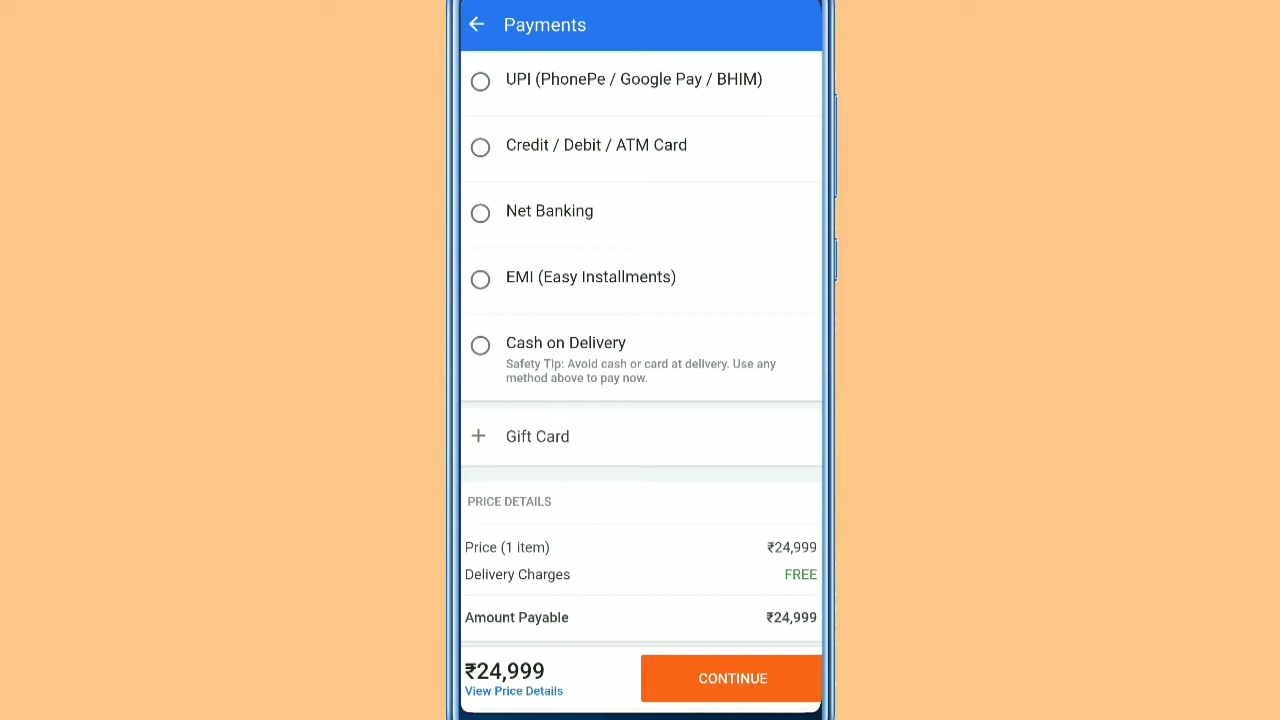 Payments
UPI (PhonePe / Google Pay / BHIM)
Credit / Debit / ATM Card
Net Banking
EMI (Easy Installments)
Cash on Delivery
Safety Tip: Avoid cash or card at delivery. Use any
method above to pay now.
Gift Card
PRICE DETAILS
Price (1 item) ₹24,999
Delivery Charges FREE
Amount Payable ₹24,999
₹24,999
View Price Details
CONTINUE